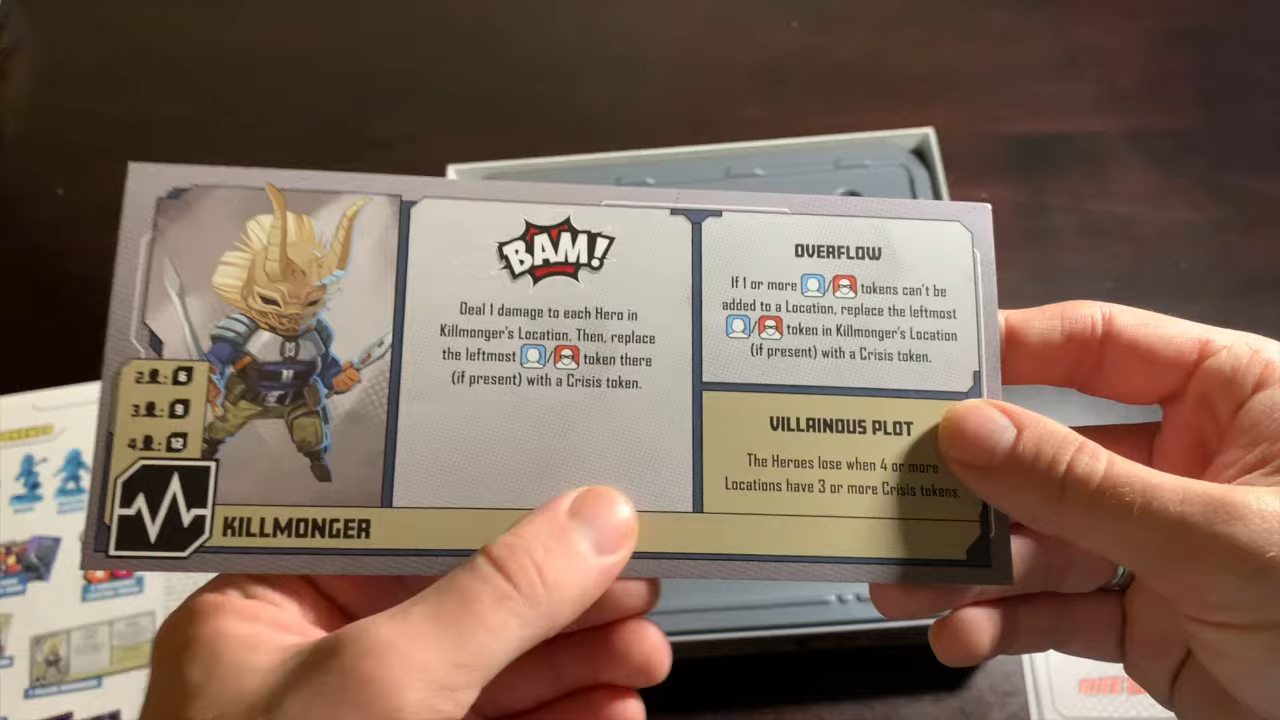 BAM!
Deal 1 damage to each Hero in
Killmonger's Location. Then, replace
the leftmost / token there
(if present) with a Crisis token.
OVERFLOW
If 1 or more / tokens can't be
added to a Location, replace the leftmost
/ token in Killmonger's Location
(if present) with a Crisis token.
VILLAINOUS PLOT
The Heroes lose when 4 or more
Locations have 3 or more Crisis tokens.
2 : 6
3 : 9
4 : 12
KILLMONGER